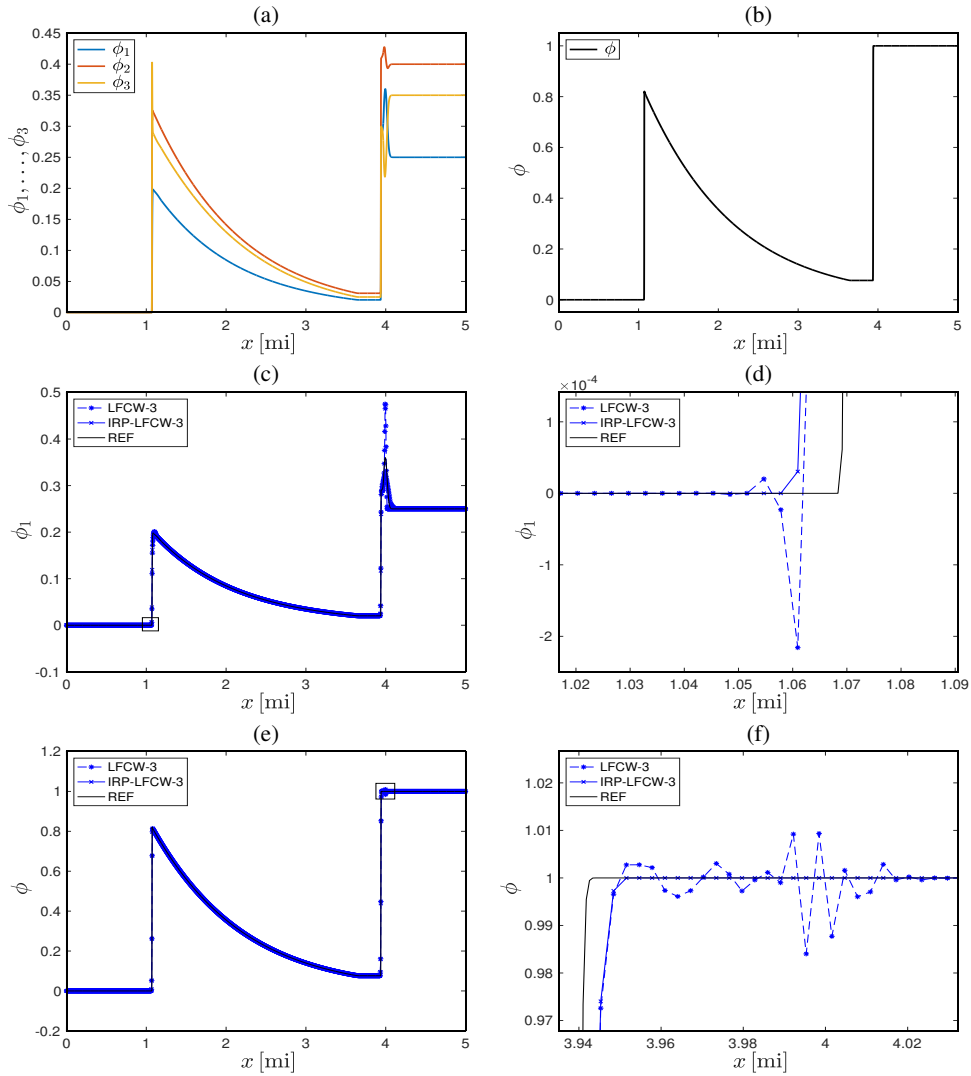 (a)
0.45
0.4
0.35
0.3
0.25
0.2
0.15
0.1
0.05
0
ϕ1, . . . , ϕ3
ϕ1
ϕ2
ϕ3
0 1 2 3 4 5
x [mi]
(b)
1
0.8
0.6
0.4
0.2
0
ϕ
ϕ
0 1 2 3 4 5
x [mi]
(c)
0.5
0.4
0.3
0.2
0.1
0
-0.1
ϕ1
LFCW-3
IRP-LFCW-3
REF
0 1 2 3 4 5
x [mi]
(d)
×10-4
1
0
-1
-2
ϕ1
LFCW-3
IRP-LFCW-3
REF
1.02 1.03 1.04 1.05 1.06 1.07 1.08 1.09
x [mi]
(e)
1.2
1
0.8
0.6
0.4
0.2
0
-0.2
ϕ
LFCW-3
IRP-LFCW-3
REF
0 1 2 3 4 5
x [mi]
(f)
1.02
1.01
1
0.99
0.98
0.97
ϕ
LFCW-3
IRP-LFCW-3
REF
3.94 3.96 3.98 4 4.02
x [mi]